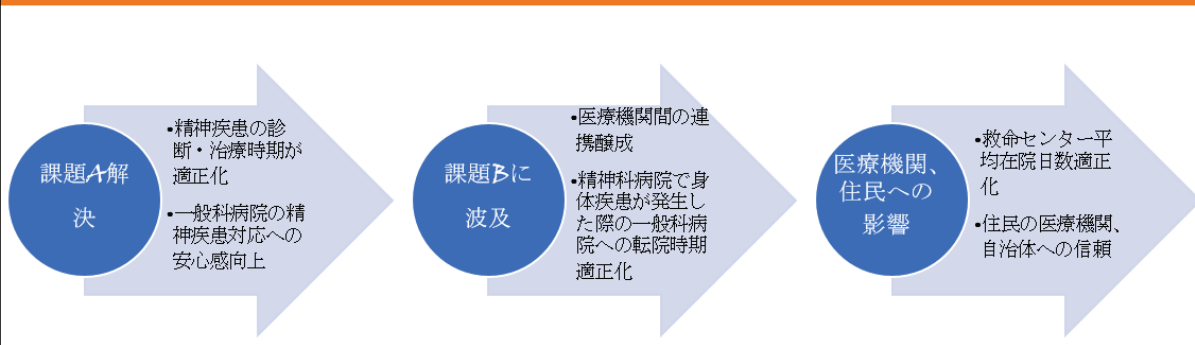 課題A解
決
•精神疾患の診
断・治療時期が
適正化
•一般科病院の精
神疾患対応への
安心感向上
課題Bに
波及
•医療機関間の連
携醸成
•精神科病院で身
体疾患が発生し
た際の一般科病
院への転院時期
適正化
医療機関、
住民への
影響
•救命センター平
均在院日数適正
化
•住民の医療機関、
自治体への信頼